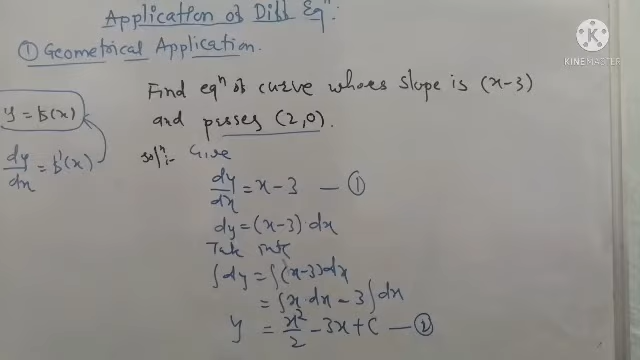 Application of Diff Eqⁿ:
① Geometrical Application.
KINEMASTER
Find eqⁿ of curve whoes slope is (x-3)
and passes (2,0).
y = f(x)
dy/dx = f'(x)
solⁿ:- Give
dy/dx = x - 3 — ①
dy = (x-3)·dx
Take intе
∫dy = ∫(x-3)dx
= ∫x·dx - 3∫dx
y = x²/2 - 3x + C — ②